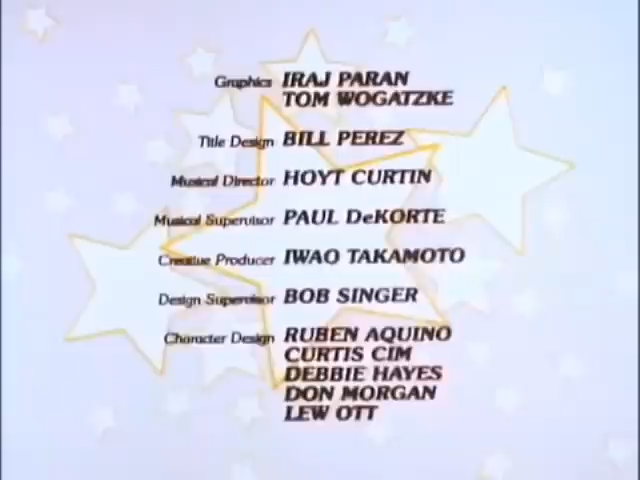 Graphics IRAJ PARAN
TOM WOGATZKE
Title Design BILL PEREZ
Musical Director HOYT CURTIN
Musical Supervisor PAUL DeKORTE
Creative Producer IWAO TAKAMOTO
Design Supervisor BOB SINGER
Character Design RUBEN AQUINO
CURTIS CIM
DEBBIE HAYES
DON MORGAN
LEW OTT